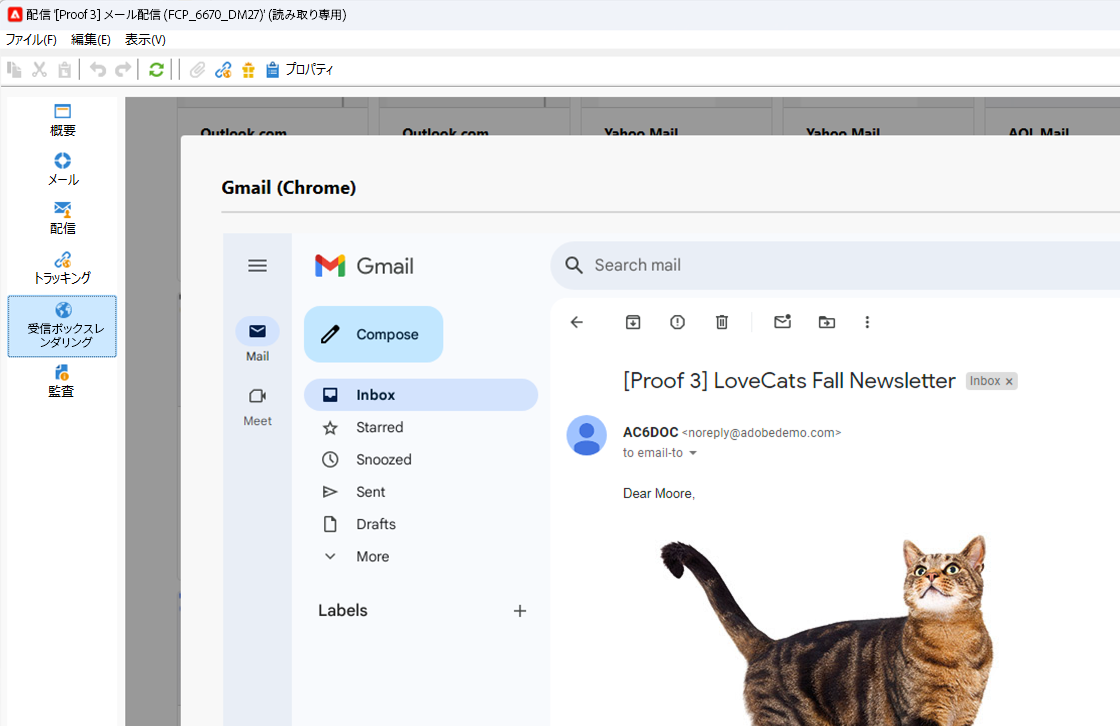 配信 '[Proof 3] メール配信 (FCP_6670_DM27)' (読み取り専用)
ファイル(F) 編集(E) 表示(V)
プロパティ
概要
メール
配信
トラッキング
受信ボックスレ
ンダリング
監査
Outlook.com Outlook.com Yahoo Mail Yahoo Mail AOL Mail
Gmail (Chrome)
Gmail
Search mail
Mail
Meet
Compose
Inbox
Starred
Snoozed
Sent
Drafts
More
Labels
[Proof 3] LoveCats Fall Newsletter Inbox ×
AC6DOC <noreply@adobedemo.com>
to email-to
Dear Moore,